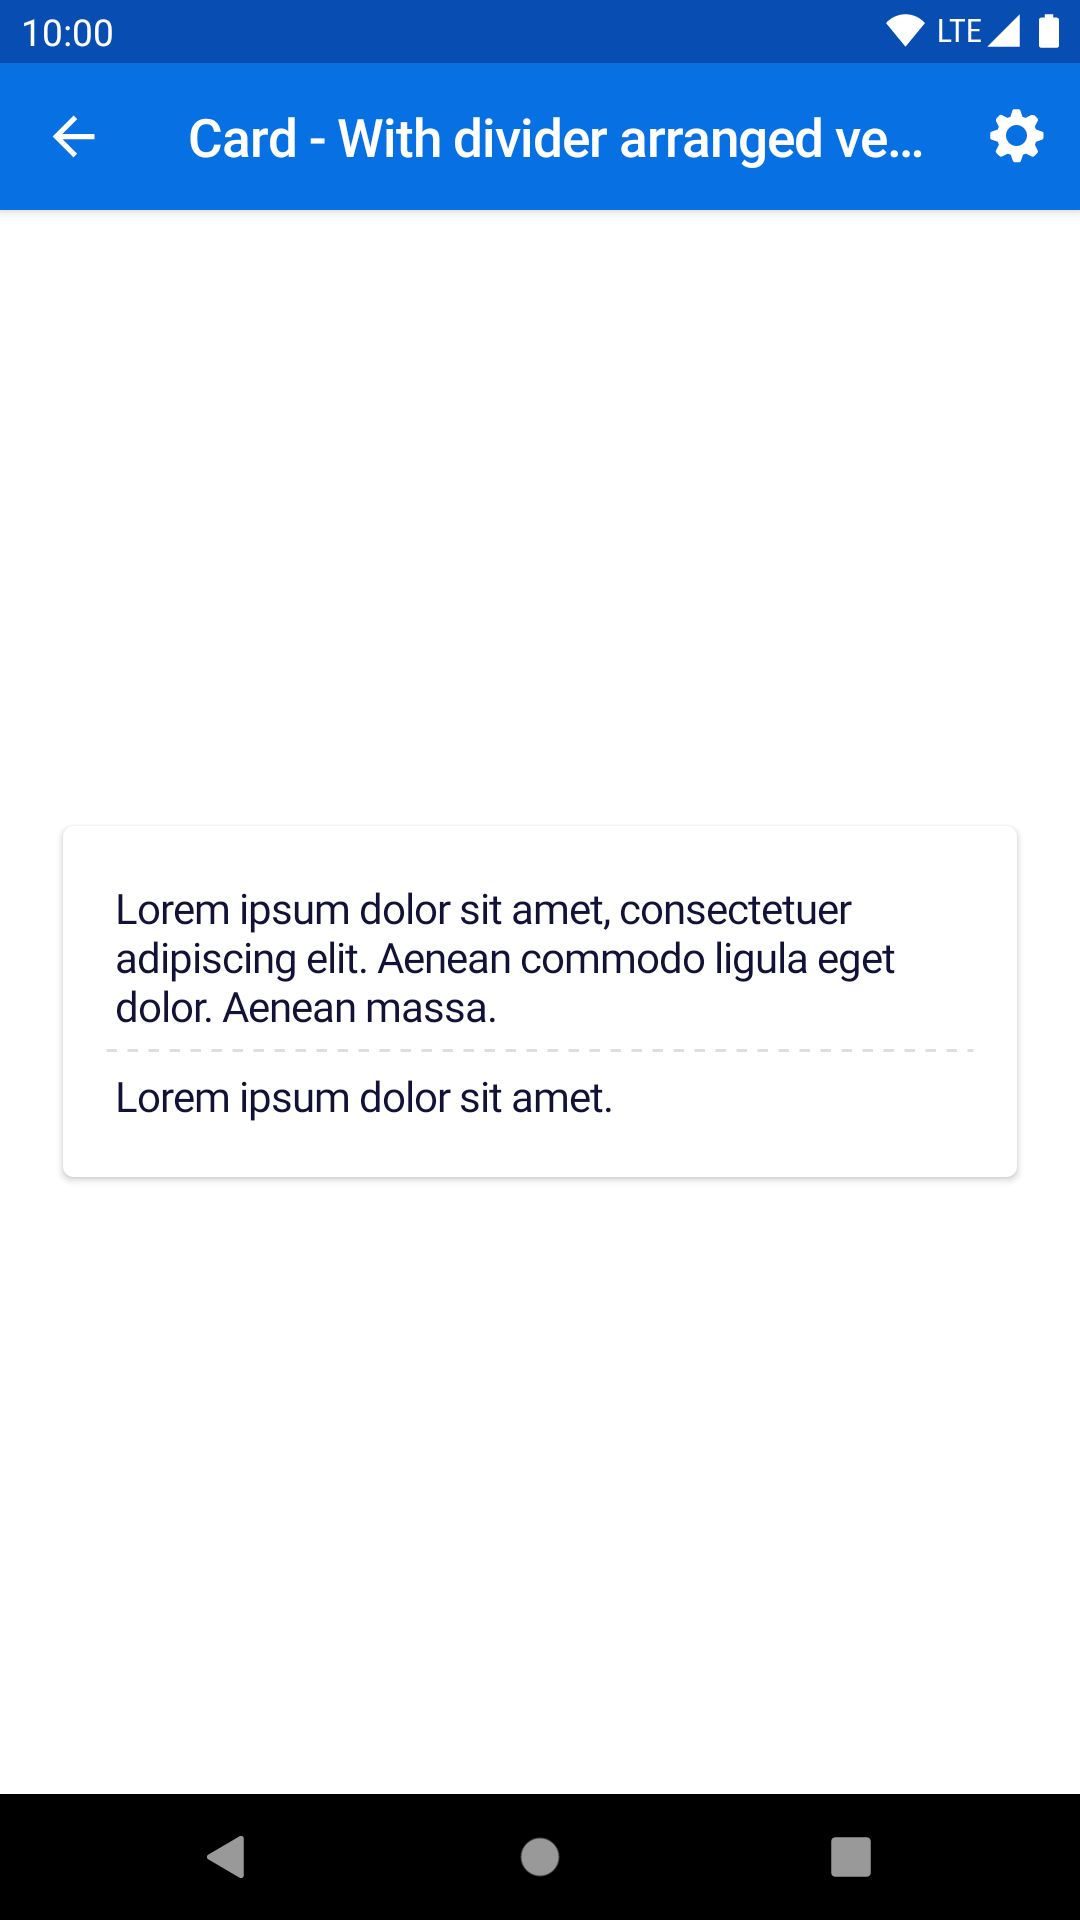 10:00
LTE
Card - With divider arranged ve...
Lorem ipsum dolor sit amet, consectetuer
adipiscing elit. Aenean commodo ligula eget
dolor. Aenean massa.
Lorem ipsum dolor sit amet.